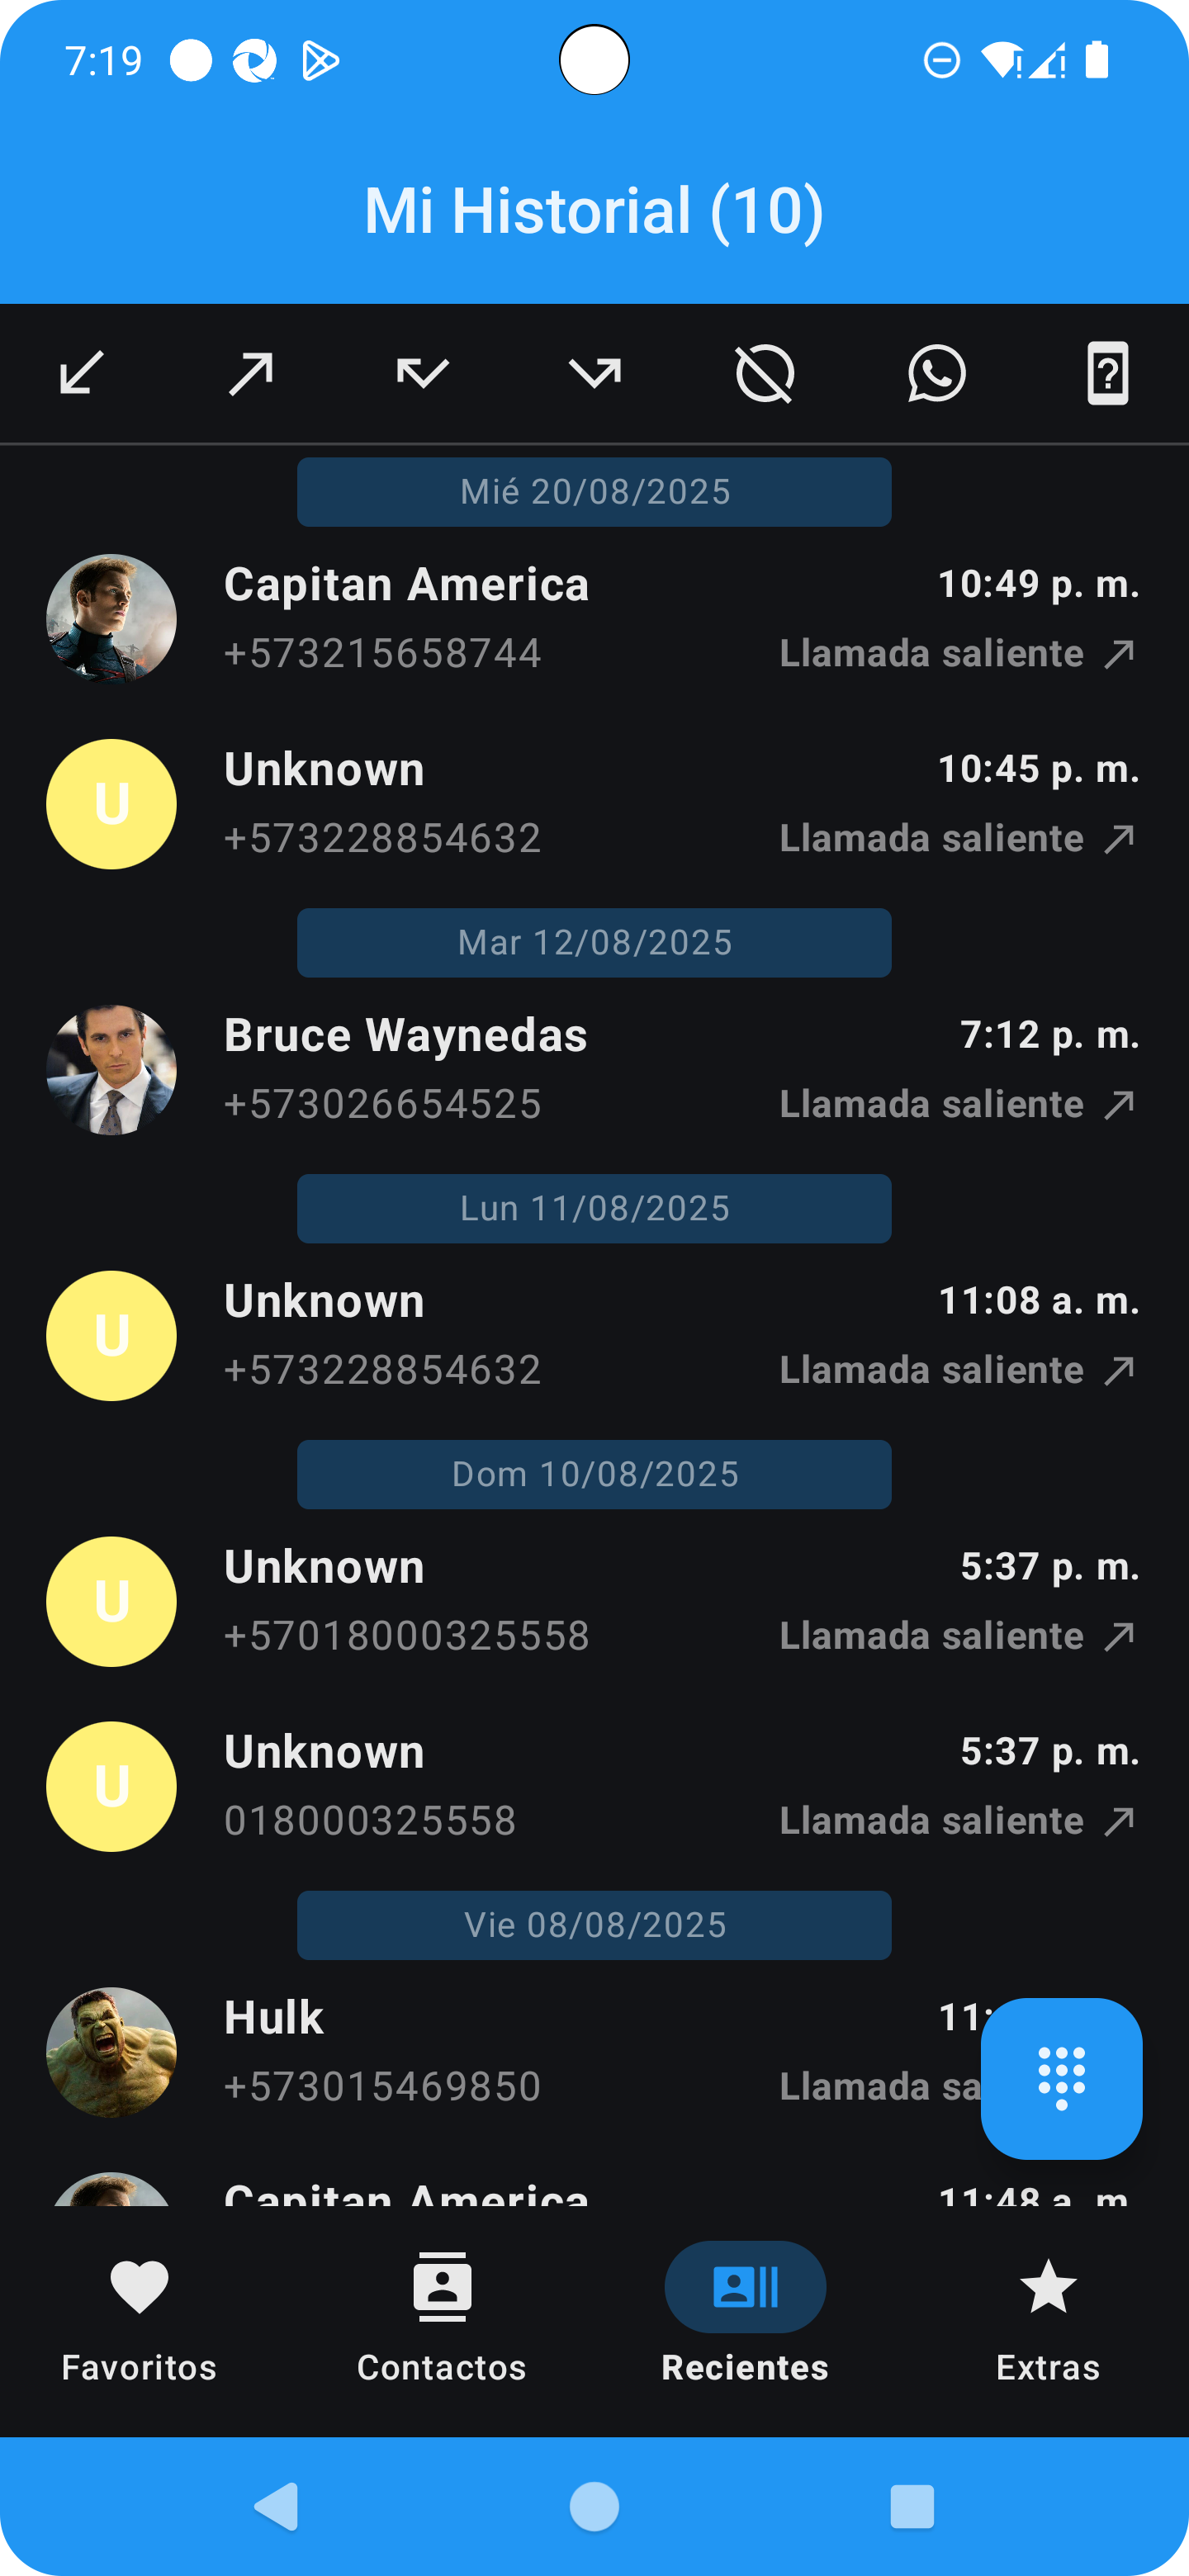 7:19
Mi Historial (10)
Mié 20/08/2025
Capitan America 10:49 p. m.
+573215658744 Llamada saliente
U
Unknown 10:45 p. m.
+573228854632 Llamada saliente
Mar 12/08/2025
Bruce Waynedas 7:12 p. m.
+573026654525 Llamada saliente
Lun 11/08/2025
U
Unknown 11:08 a. m.
+573228854632 Llamada saliente
Dom 10/08/2025
U
Unknown 5:37 p. m.
+57018000325558 Llamada saliente
U
Unknown 5:37 p. m.
018000325558 Llamada saliente
Vie 08/08/2025
Hulk 11:
+573015469850 Llamada sa
Capitan America 11:48 a. m.
Favoritos Contactos Recientes Extras